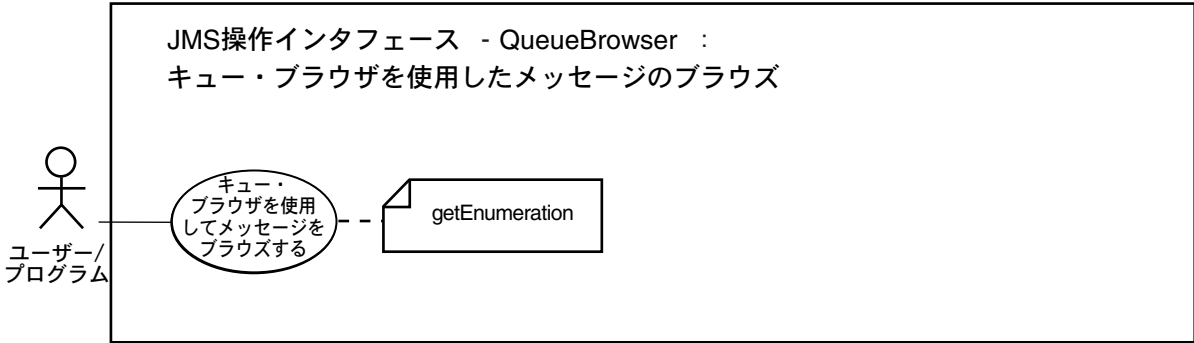 JMS操作インタフェース - QueueBrowser :
キュー・ブラウザを使用したメッセージのブラウズ
キュー・
ブラウザを使用
してメッセージを
ブラウズする
getEnumeration
ユーザー/
プログラム